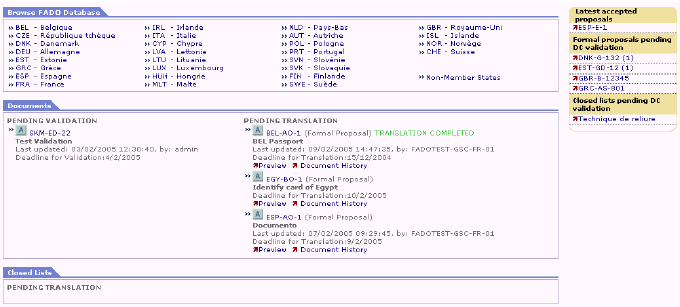 Browse FADO Database
BEL - Belgique
CZE - République tchèque
DNK - Danemark
DEU - Allemagne
EST - Estonie
GRC - Grèce
ESP - Espagne
FRA - France
IRL - Irlande
ITA - Italie
CYP - Chypre
LVA - Lettonie
LTU - Lituanie
LUX - Luxembourg
HUN - Hongrie
MLT - Malte
NLD - Pays-Bas
AUT - Autriche
POL - Pologne
PRT - Portugal
SVN - Slovénie
SVK - Slovaquie
FIN - Finlande
SYE - Suède
GBR - Royaume-Uni
ISL - Islande
NOR - Norvège
CHE - Suisse
Non-Member States
Documents
PENDING VALIDATION
A SKM-ED-22
Test Validation
Last updated: 03/02/2005 12:30:40, by: admin
Deadline for Validation:4/2/2005
PENDING TRANSLATION
A BEL-AO-1 (Formal Proposal) TRANSLATION COMPLETED
BEL Passport
Last updated: 09/02/2005 14:47:35, by: FADOTEST-GSC-FR-01
Deadline for Translation:15/12/2004
Preview Document History
A EGY-BO-1 (Formal Proposal)
Identify card of Egypt
Deadline for Translation:10/2/2005
Preview Document History
A ESP-AO-1 (Formal Proposal)
Documento
Last updated: 07/02/2005 09:29:45, by: FADOTEST-GSC-FR-01
Deadline for Translation:9/2/2005
Preview Document History
Closed Lists
PENDING TRANSLATION
Latest accepted
proposals
ESP-E-1
Formal proposals pending
DC validation
DNK-G-132 (1)
EST-GD-12 (1)
GBR-B-12345
GRC-AS-801
Closed lists pending DC
validation
Technique de reliure